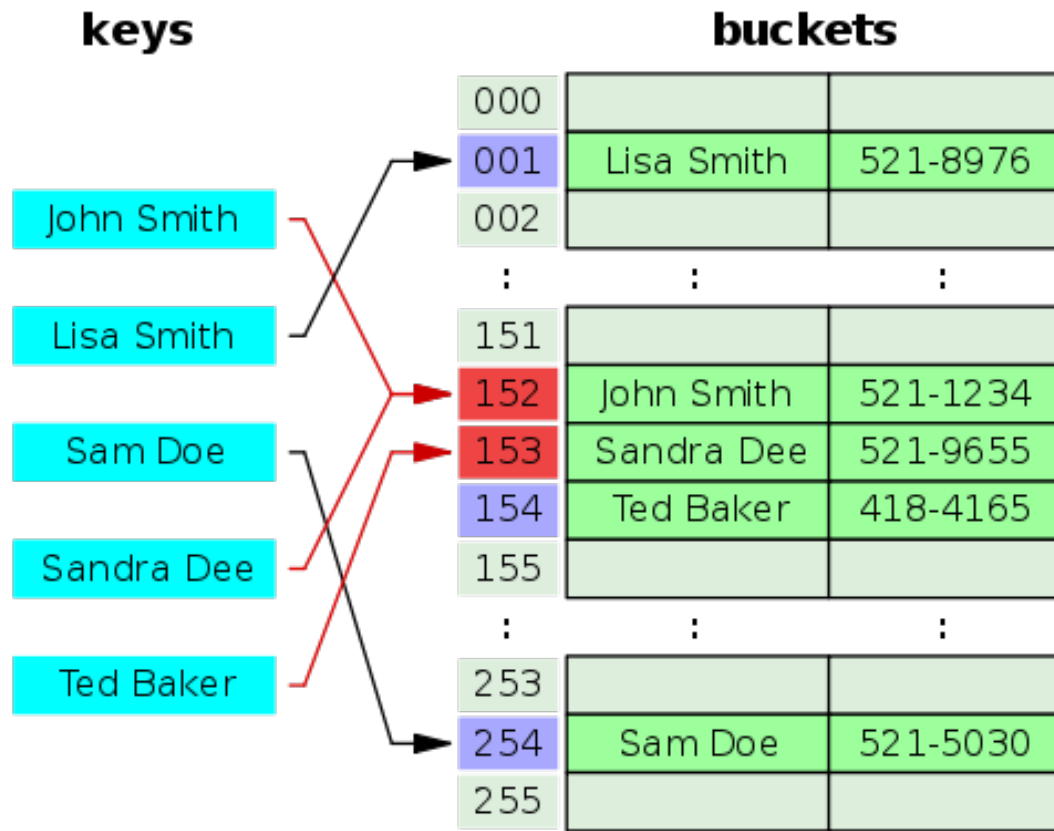 keys
buckets
John Smith
Lisa Smith
Sam Doe
Sandra Dee
Ted Baker
000
001 Lisa Smith 521-8976
002
: : :
151
152 John Smith 521-1234
153 Sandra Dee 521-9655
154 Ted Baker 418-4165
155
: : :
253
254 Sam Doe 521-5030
255